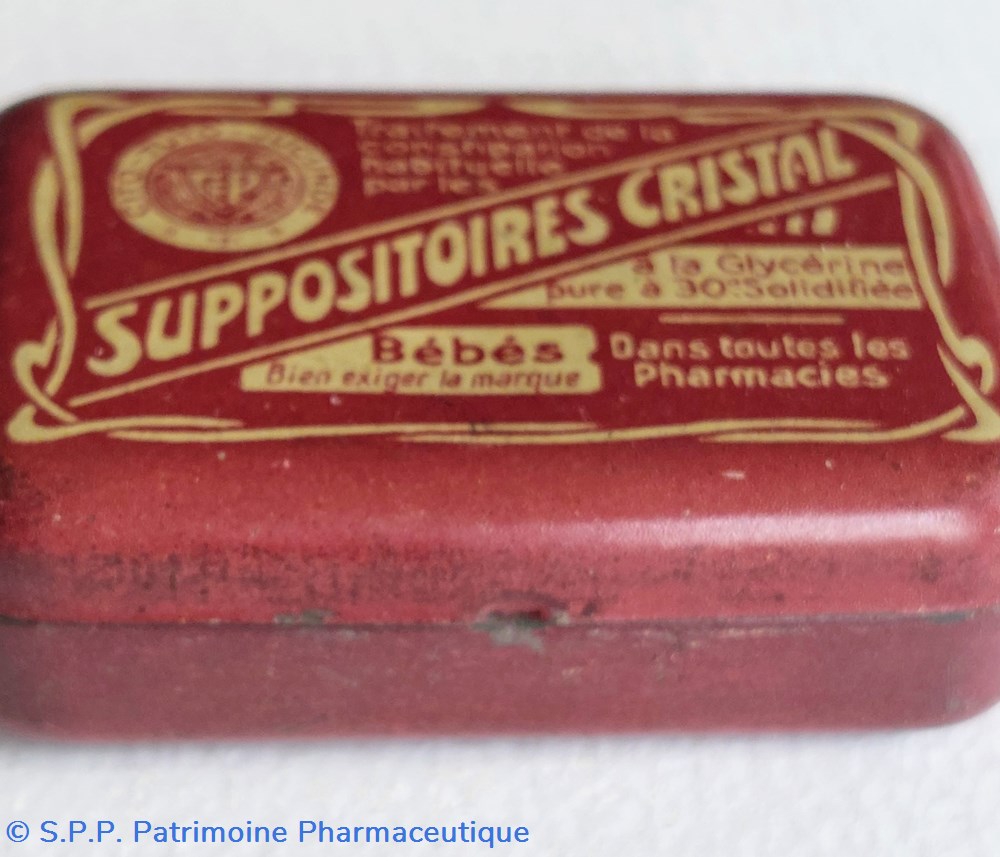 Traitement de la
constipation
habituelle
par les
SUPPOSITOIRES CRISTAL
à la Glycérine
pure à 30° Solidifiée
Bébés
Bien exiger la marque
Dans toutes les
Pharmacies
© S.P.P. Patrimoine Pharmaceutique